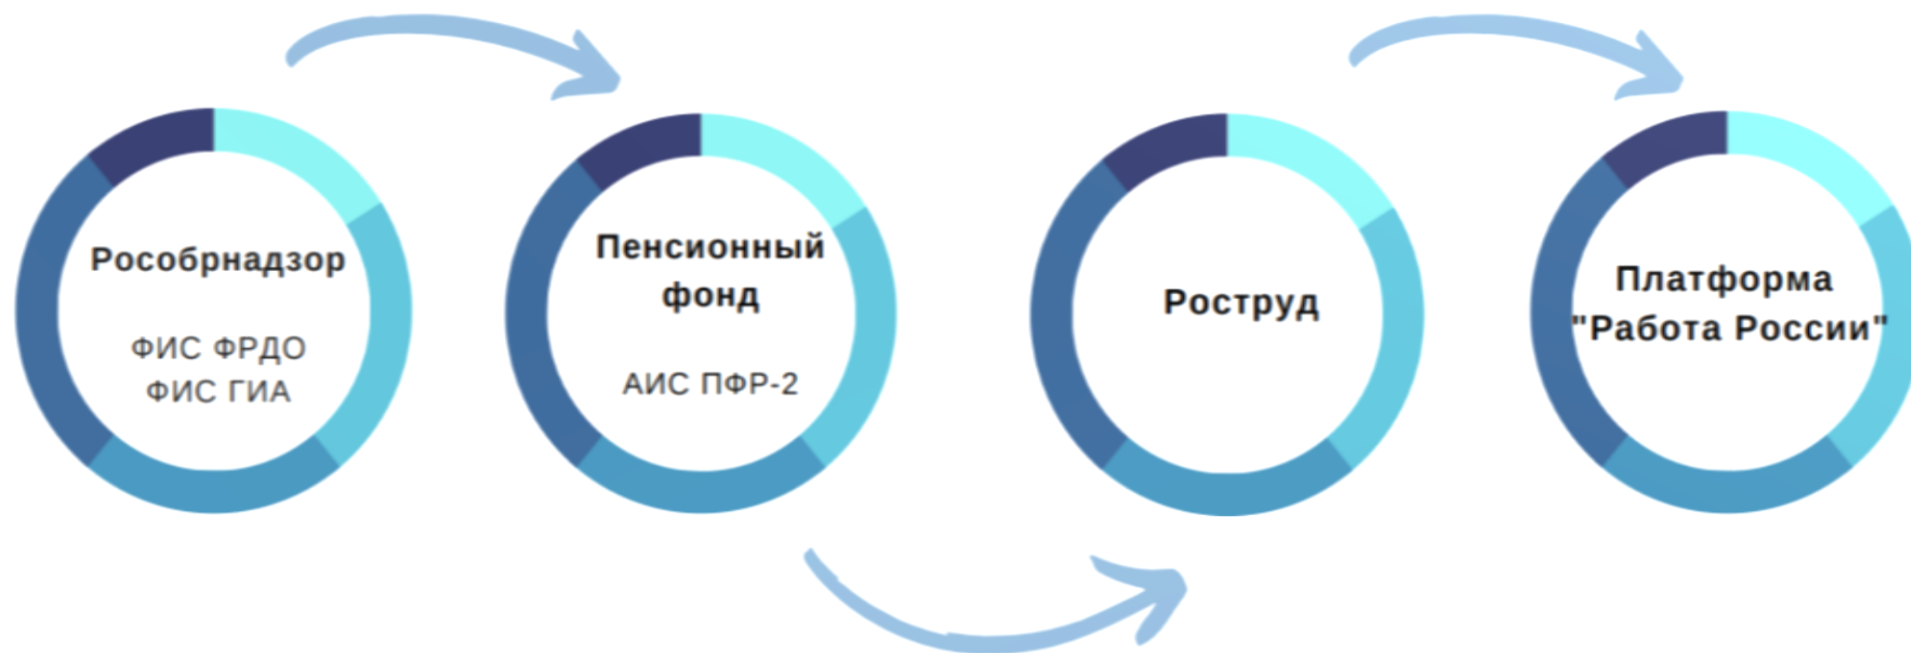 Рособрнадзор
ФИС ФРДО
ФИС ГИА
Пенсионный
фонд
АИС ПФР-2
Роструд
Платформа
"Работа России"